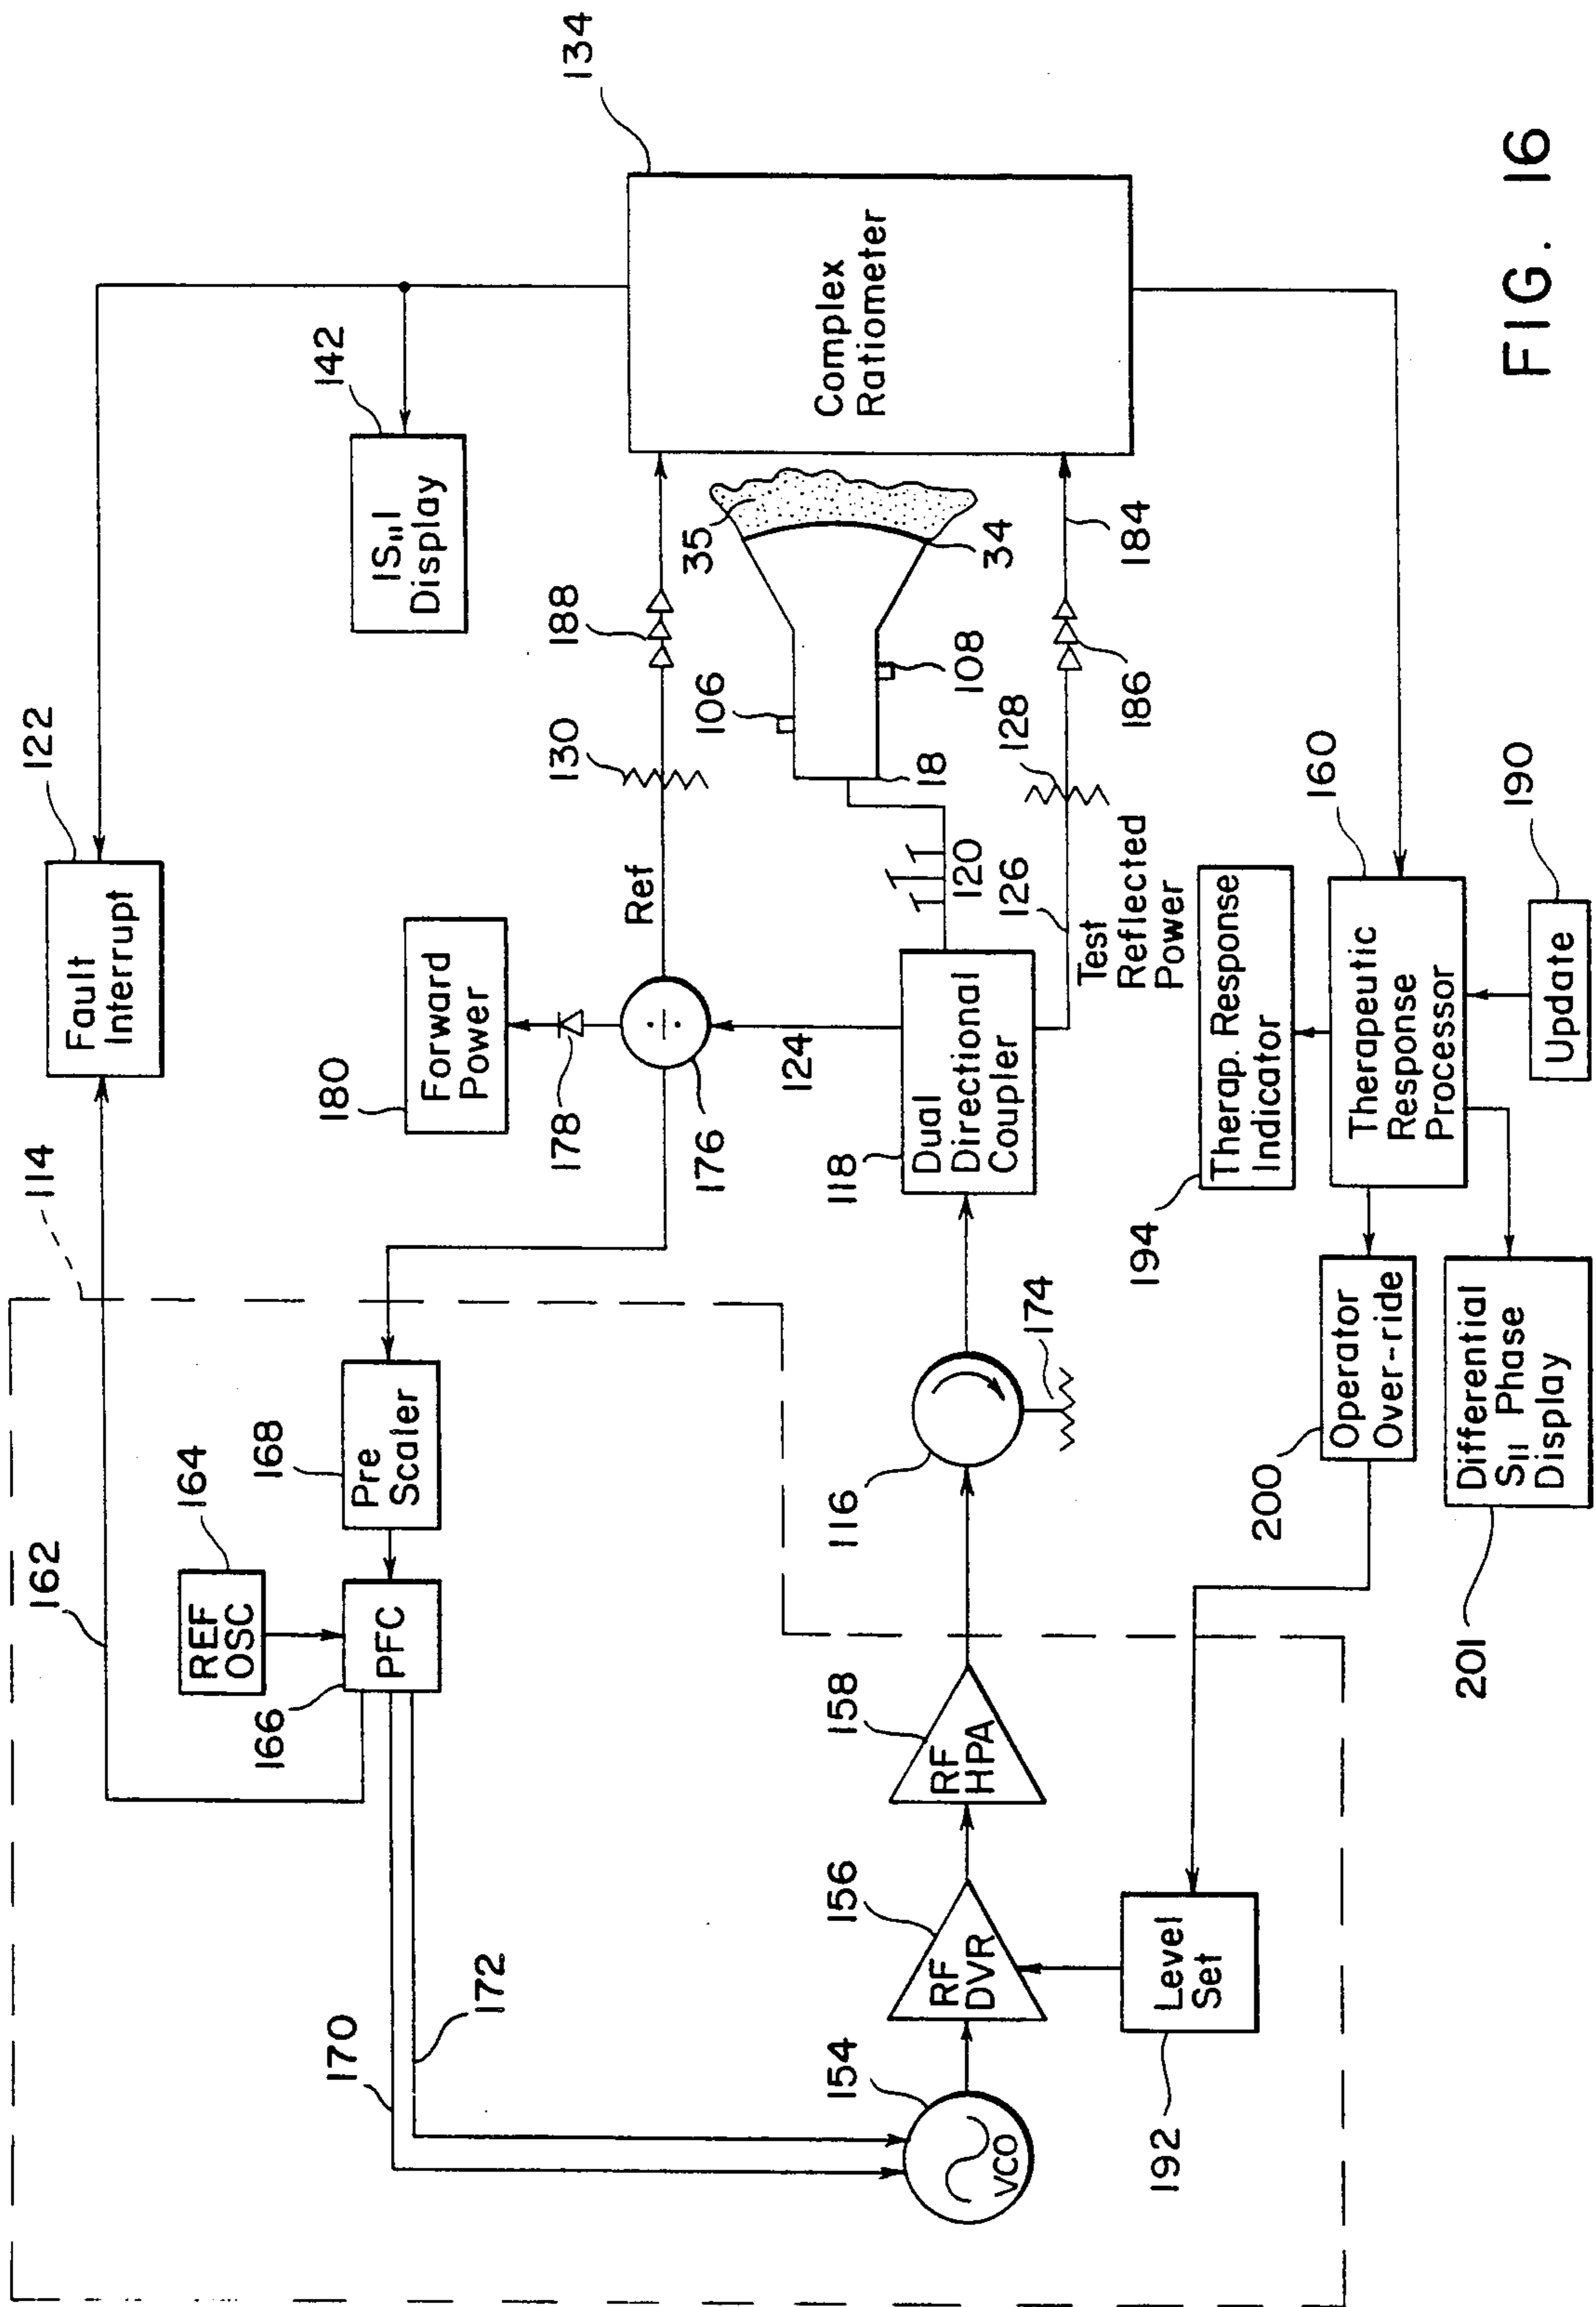 114
162
122
Fault
Interrupt
164
REF
OSC
166
PFC
168
Pre
Scaler
180
Forward
Power
178
176
Ref
130
188
142
|S₁₁|
Display
134
Complex
Ratiometer
170
172
124
35
34
106
108
18
154
VCO
156
RF
DVR
158
RF
HPA
116
174
118
Dual
Directional
Coupler
120
126
128
186
184
Test
Reflected
Power
192
Level
Set
200
Operator
Over-ride
194
Therap. Response
Indicator
160
Therapeutic
Response
Processor
190
Update
201
Differential
S₁₁ Phase
Display
FIG. 16